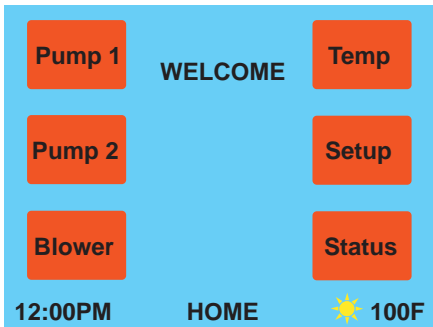 Pump 1
WELCOME
Temp
Pump 2
Setup
Blower
Status
12:00PM HOME 100F